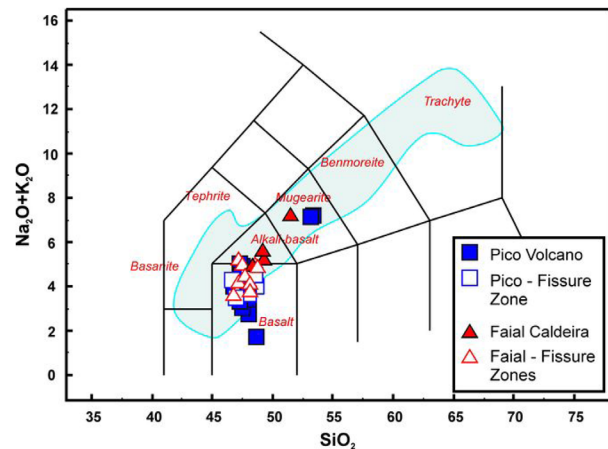 16
14
12
10
8
6
4
2
0
Na2O+K2O
Trachyte
Benmoreite
Tephrite
Mugearite
Alkali-basalt
Basanite
Basalt
Pico Volcano
Pico - Fissure
Zone
Faial Caldeira
Faial - Fissure
Zones
35
40
45
50
55
60
65
70
75
SiO2